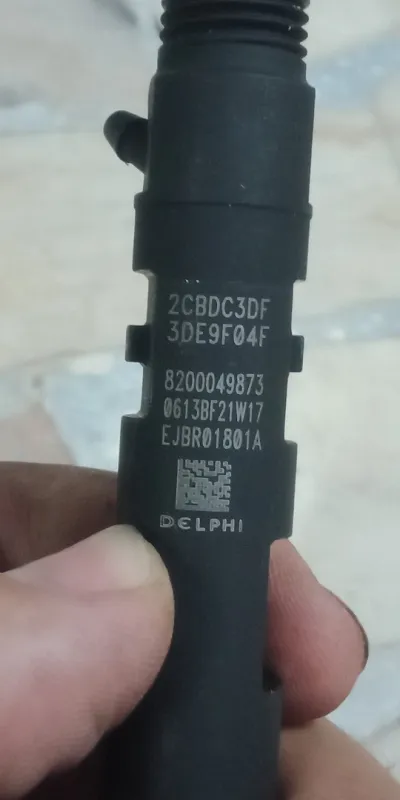 2CBDC3DF
3DE9F04F
8200049873
0613BF21W17
EJBR01801A
DELPHI